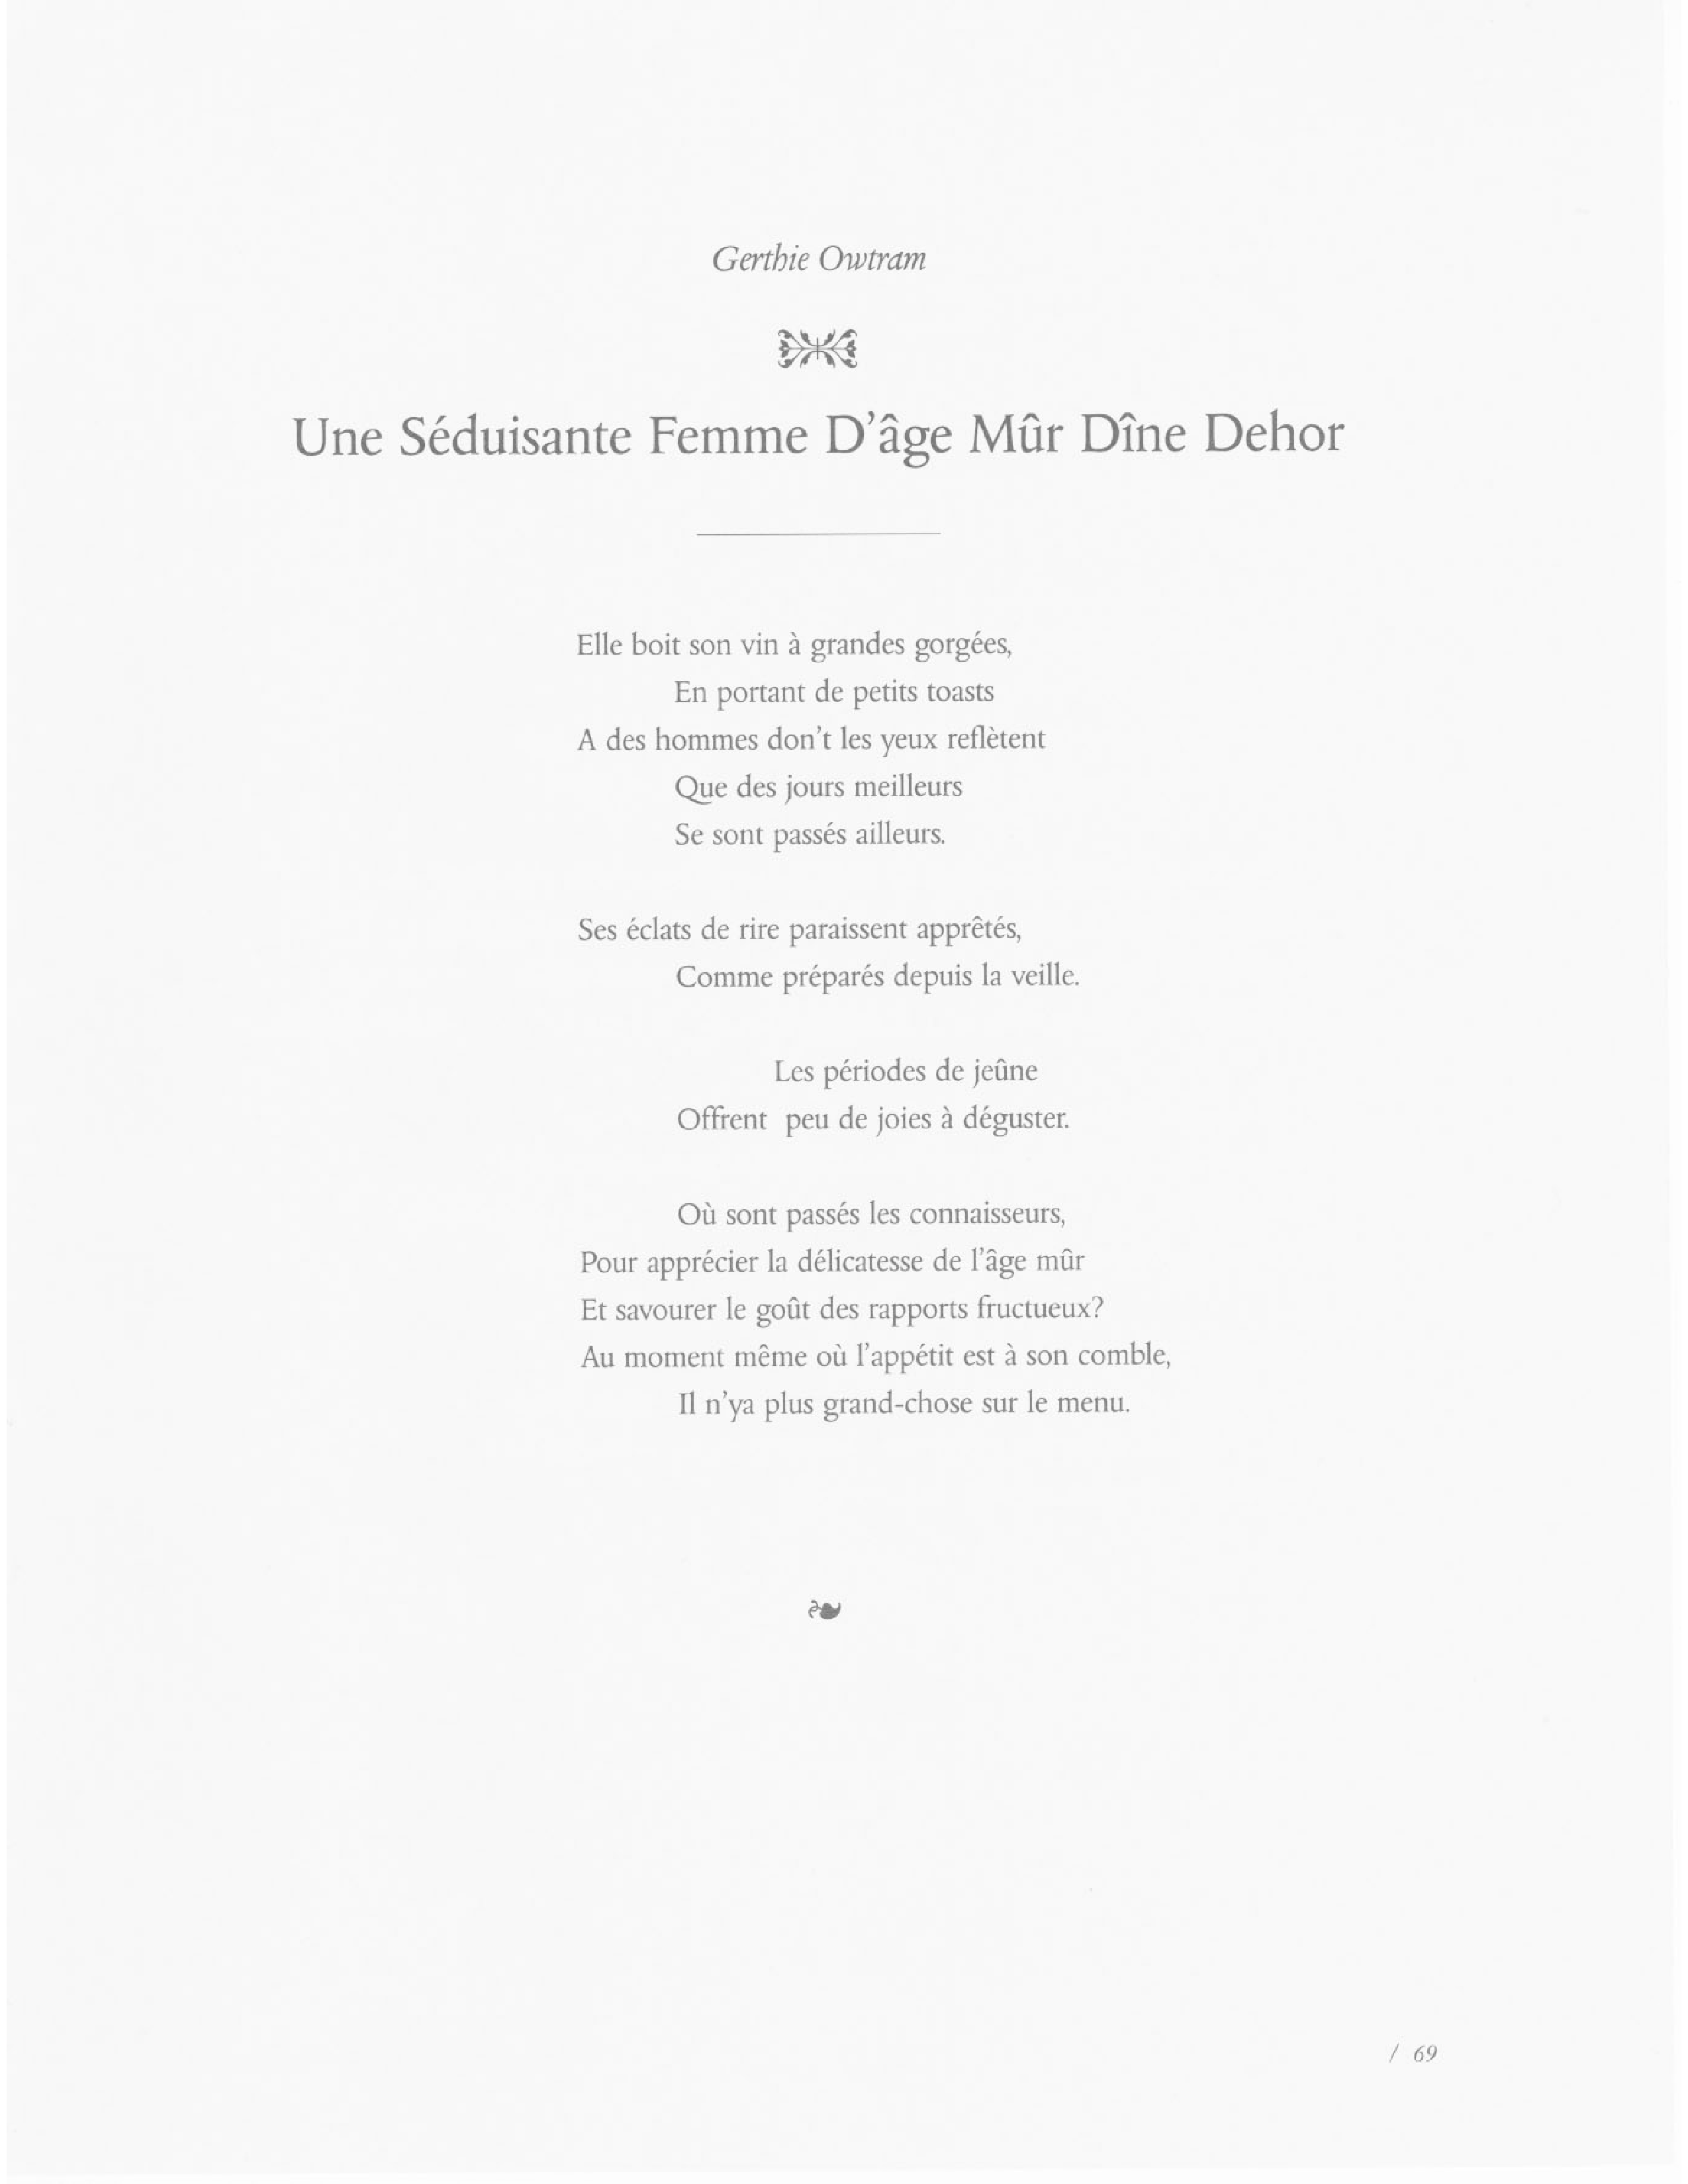 Gerthie Owtram
Une Séduisante Femme D'âge Mûr Dîne Dehor
Elle boit son vin à grandes gorgées,
En portant de petits toasts
A des hommes don't les yeux reflètent
Que des jours meilleurs
Se sont passés ailleurs.
Ses éclats de rire paraissent apprêtés,
Comme préparés depuis la veille.
Les périodes de jeûne
Offrent peu de joies à déguster.
Où sont passés les connaisseurs,
Pour apprécier la délicatesse de l'âge mûr
Et savourer le goût des rapports fructueux?
Au moment même où l'appétit est à son comble,
Il n'ya plus grand-chose sur le menu.
/ 69